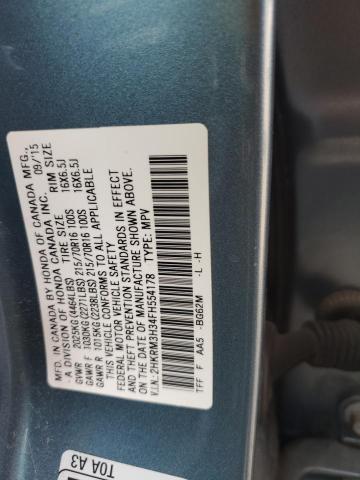 MFD. IN CANADA BY HONDA OF CANADA MFG.,
- A DIVISION OF HONDA CANADA INC. 09/'15
TIRE SIZE RIM SIZE
GVWR 2025KG (4464LBS)
GAWR F 1030KG (2271LBS) 215/70R16 100S 16X6.5J
GAWR R 1015KG (2238LBS) 215/70R16 100S 16X6.5J
THIS VEHICLE CONFORMS TO ALL APPLICABLE
FEDERAL MOTOR VEHICLE SAFETY
AND THEFT PREVENTION STANDARDS IN EFFECT
ON THE DATE OF MANUFACTURE SHOWN ABOVE.
V.I.N.: 2HKRM3H34FH554178 TYPE: MPV
TFF F AA5 -BG62M -L -H
T0A A3